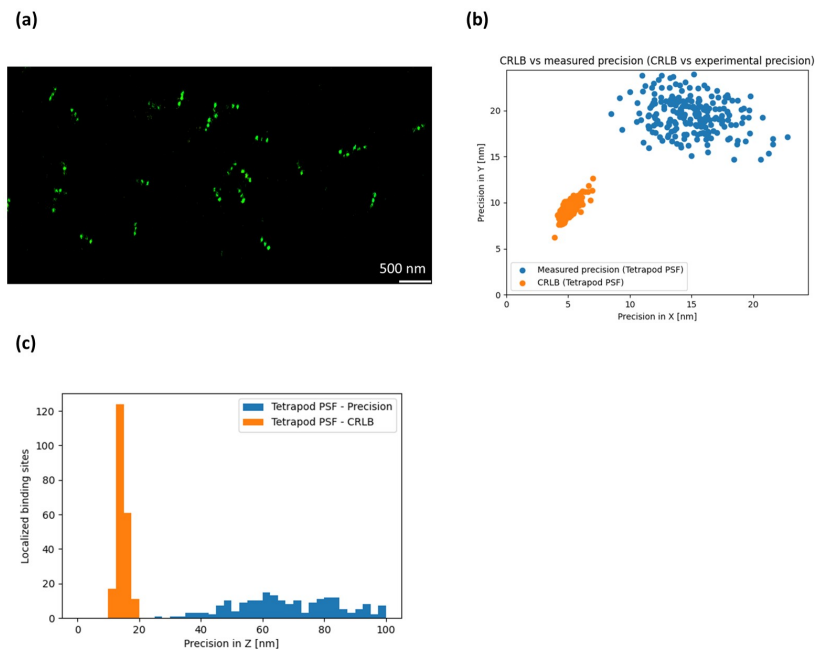 (a)
500 nm
(b)
CRLB vs measured precision (CRLB vs experimental precision)
Precision in Y [nm]
20
15
10
5
0
Measured precision (Tetrapod PSF)
CRLB (Tetrapod PSF)
0 5 10 15 20
Precision in X [nm]
(c)
Localized binding sites
120
100
80
60
40
20
0
Tetrapod PSF - Precision
Tetrapod PSF - CRLB
0 20 40 60 80 100
Precision in Z [nm]